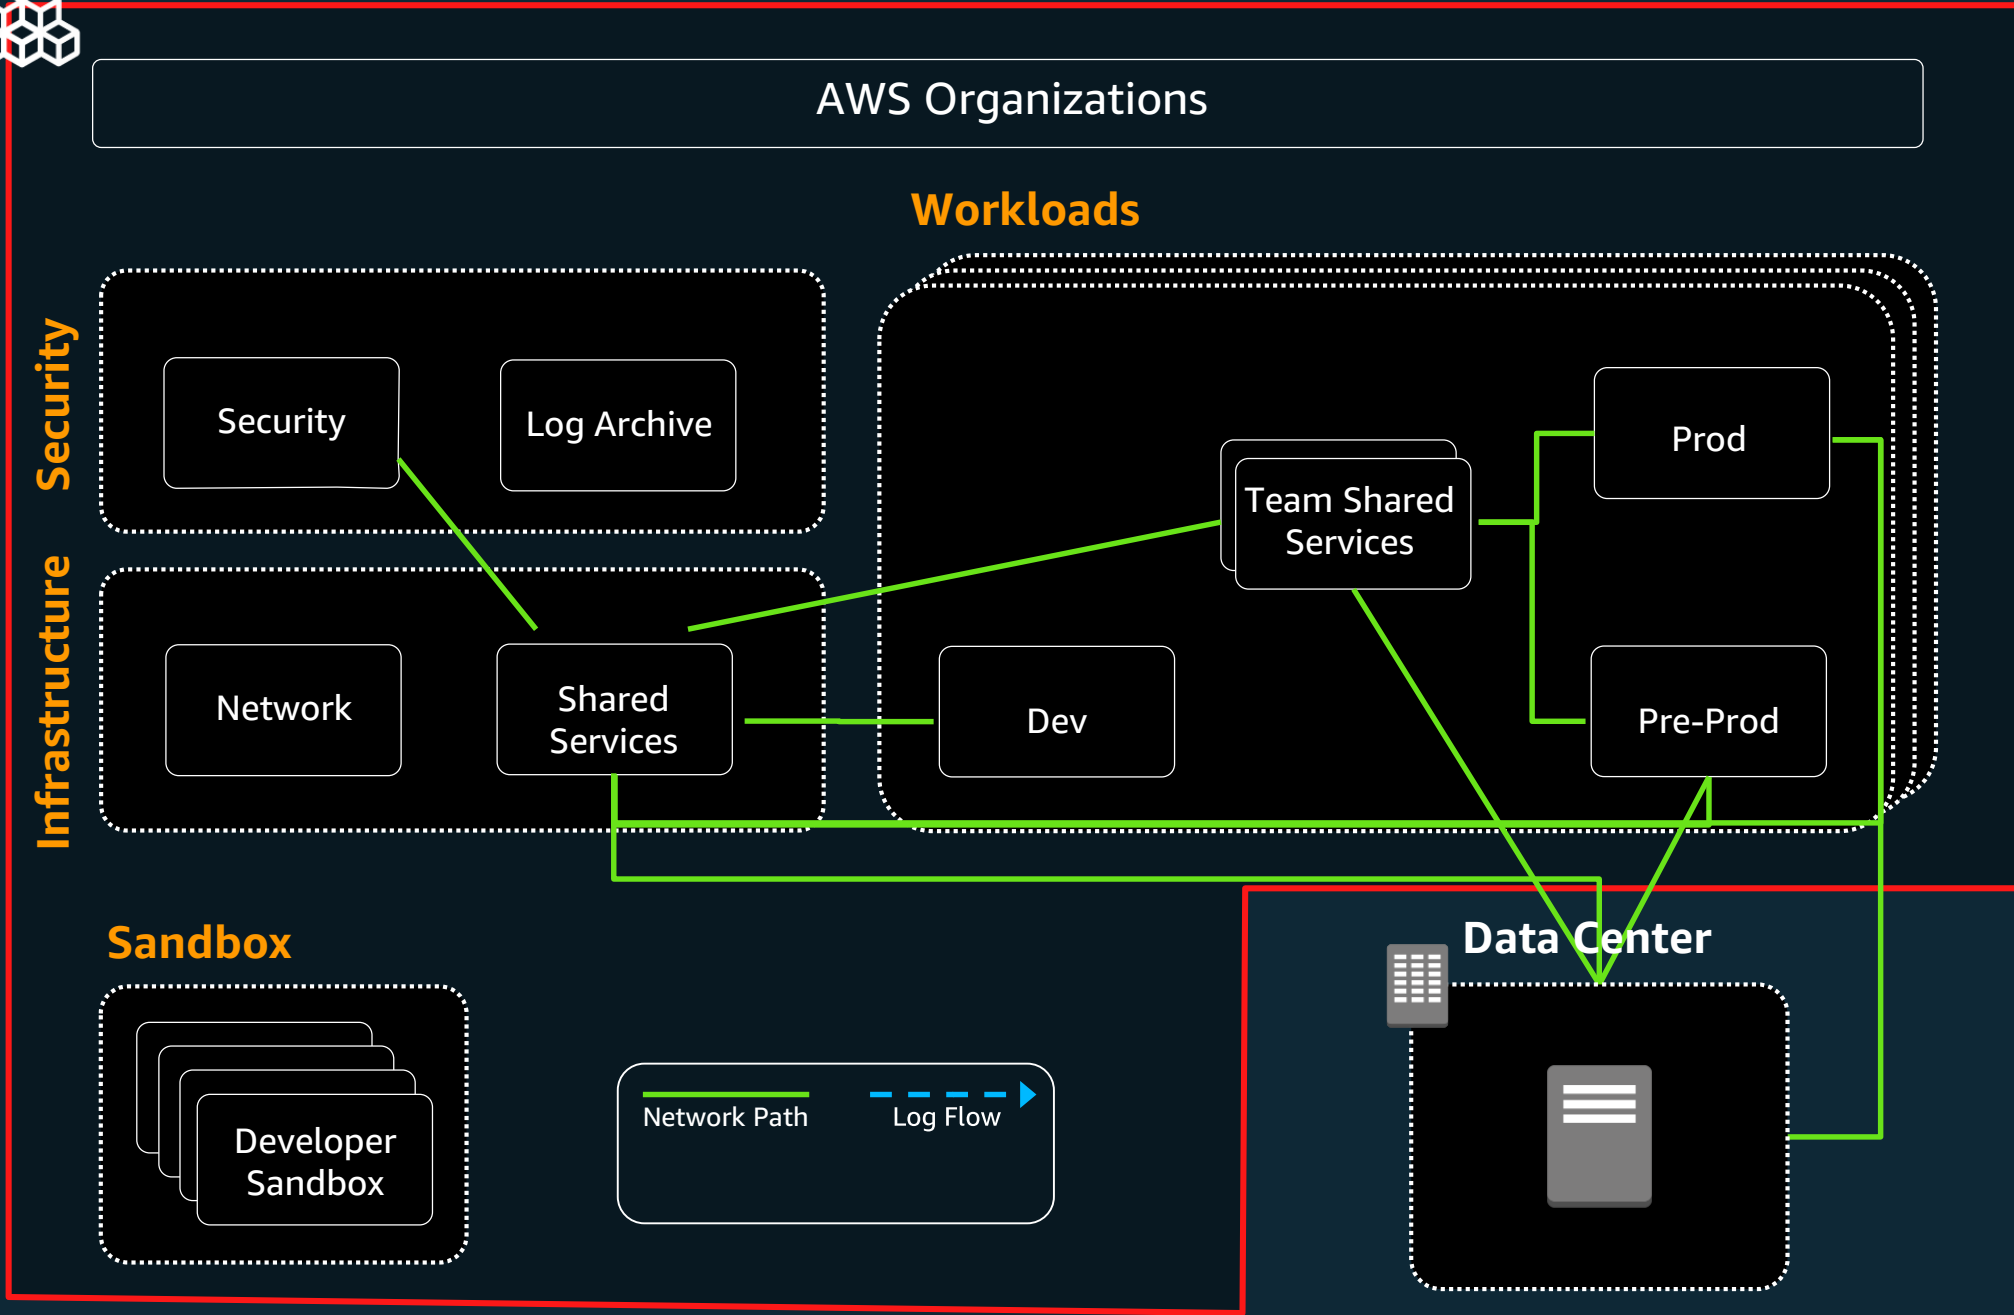 AWS Organizations
Workloads
Security
Security
Log Archive
Prod
Team Shared
Services
Infrastructure
Network
Shared
Services
Dev
Pre-Prod
Sandbox
Data Center
Developer
Sandbox
Network Path
Log Flow